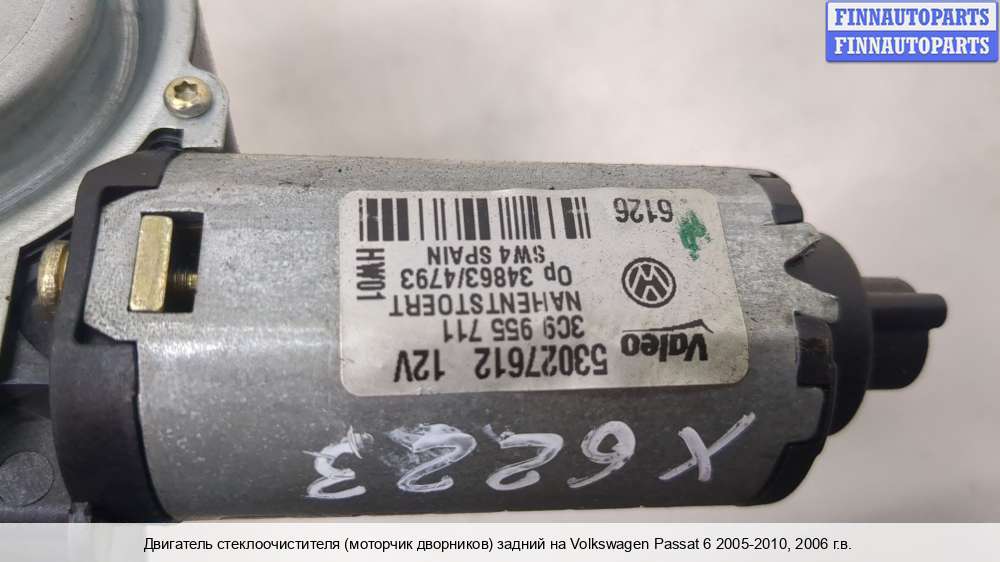 FINNAUTOPARTS
FINNAUTOPARTS
53027612 12V
Valeo
3C9 955 711
NAHENTSTOERT
Op 34863/4793
SW4 SPAIN
HW01
6126
X6223
Двигатель стеклоочистителя (моторчик дворников) задний на Volkswagen Passat 6 2005-2010, 2006 г.в.